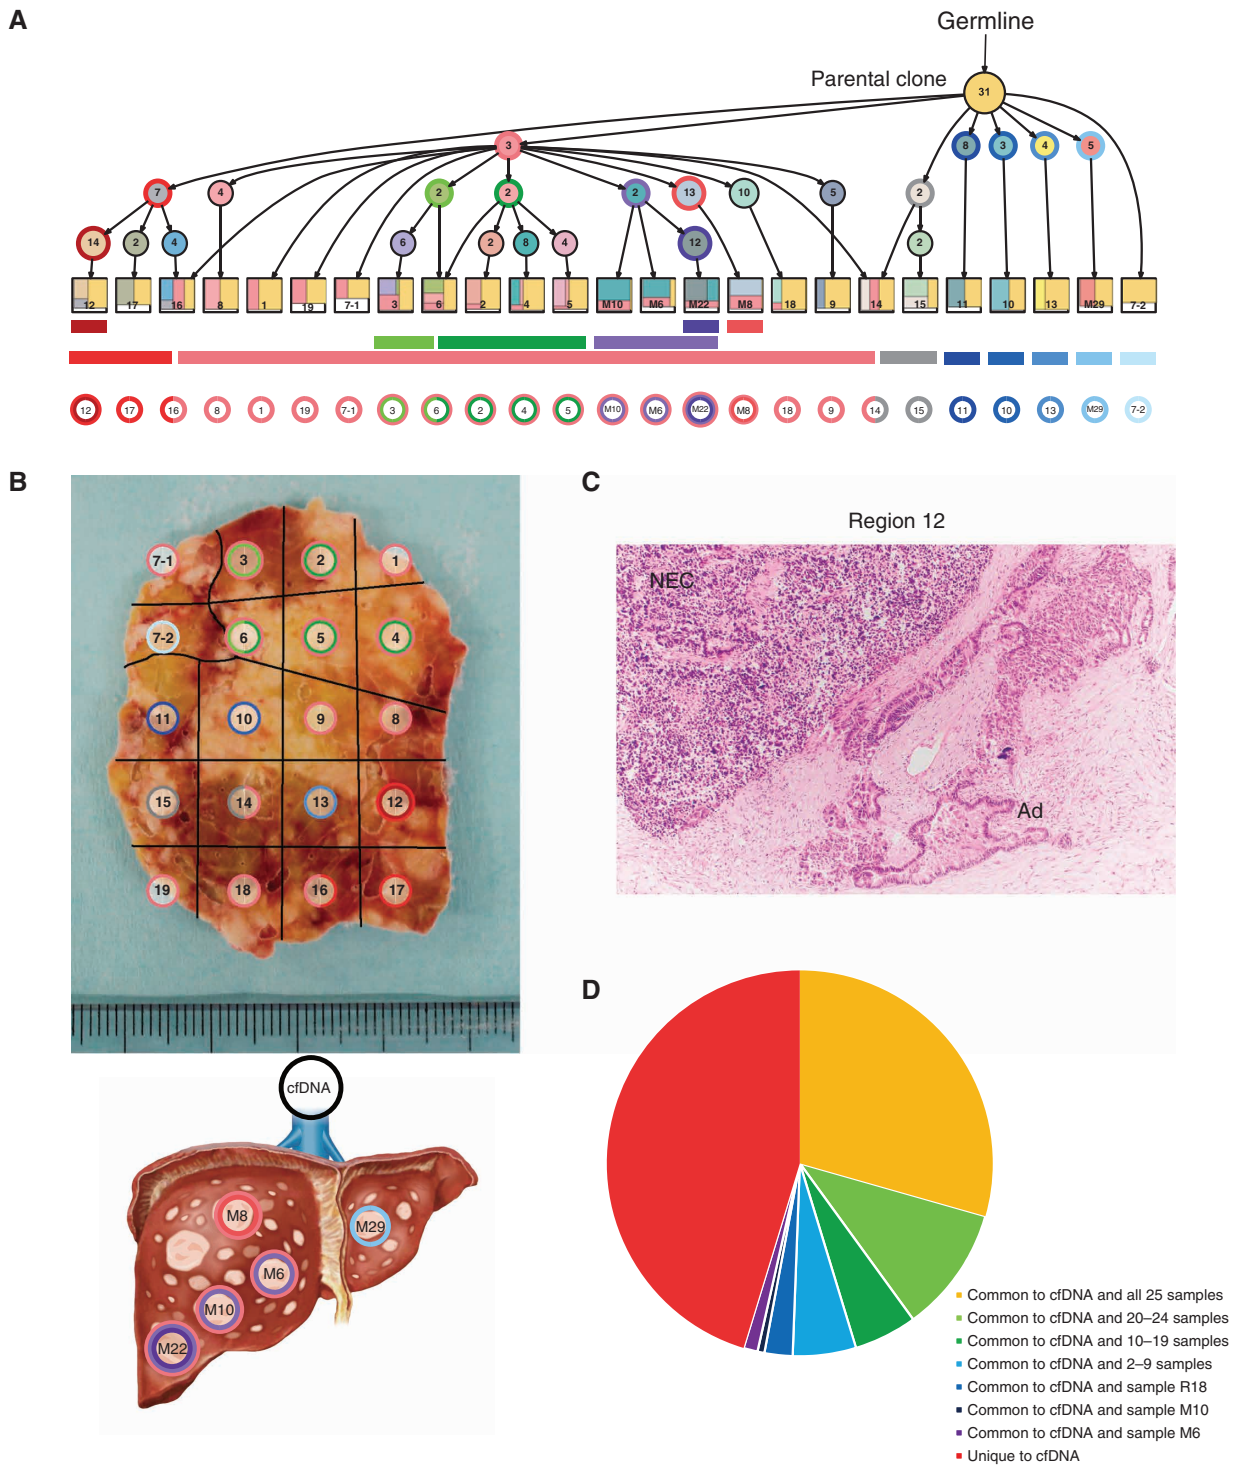 A
Germline
Parental clone
31
3
8
3
4
5
7
4
2
2
2
13
10
5
2
14
2
4
6
2
8
4
12
2
12
17
16
8
1
19
7-1
3
6
2
4
5
M10
M6
M22
M8
18
9
14
15
11
10
13
M29
7-2
12
17
16
8
1
19
7-1
3
6
2
4
5
M10
M6
M22
M8
18
9
14
15
11
10
13
M29
7-2
B
7-1
3
2
1
7-2
6
5
4
11
10
9
8
15
14
13
12
19
18
16
17
cfDNA
M8
M29
M6
M10
M22
C
Region 12
NEC
Ad
D
Common to cfDNA and all 25 samples
Common to cfDNA and 20–24 samples
Common to cfDNA and 10–19 samples
Common to cfDNA and 2–9 samples
Common to cfDNA and sample R18
Common to cfDNA and sample M10
Common to cfDNA and sample M6
Unique to cfDNA